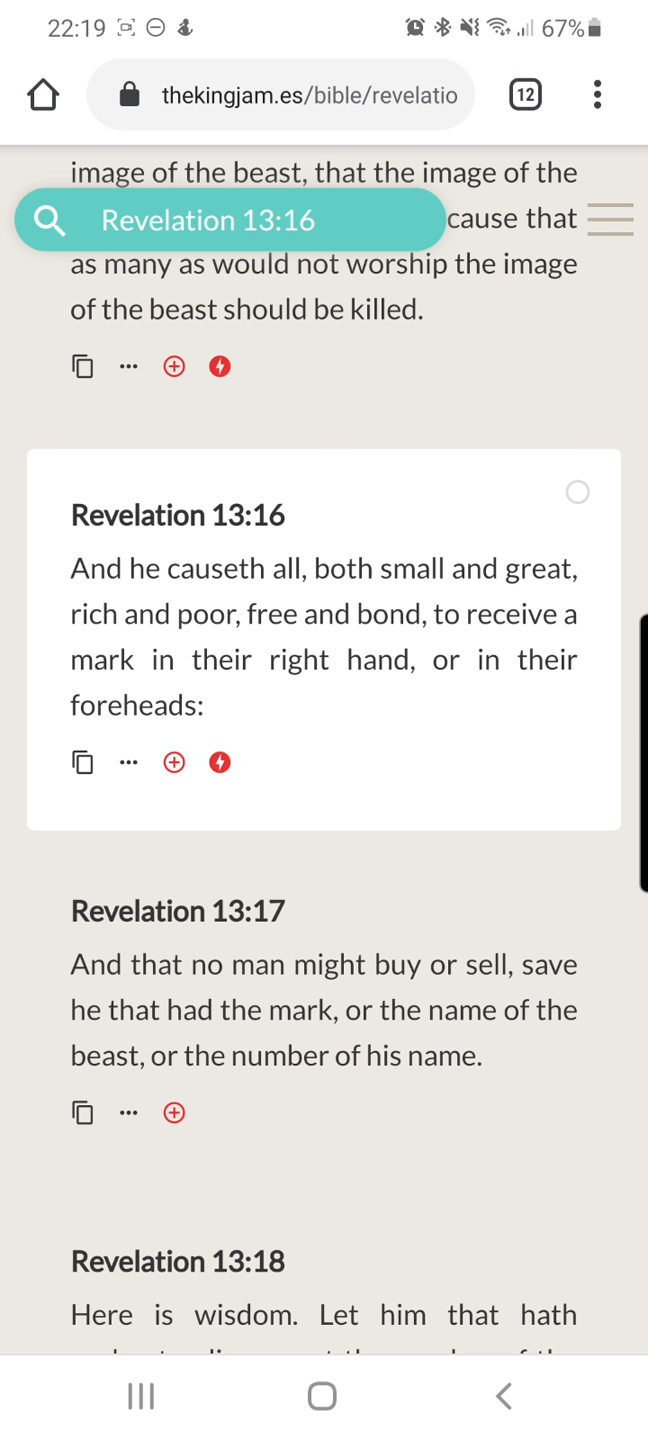 22:19
67%
thekingjam.es/bible/revelatio
12
image of the beast, that the image of the
Revelation 13:16
cause that
as many as would not worship the image
of the beast should be killed.
Revelation 13:16
And he causeth all, both small and great,
rich and poor, free and bond, to receive a
mark in their right hand, or in their
foreheads:
Revelation 13:17
And that no man might buy or sell, save
he that had the mark, or the name of the
beast, or the number of his name.
Revelation 13:18
Here is wisdom. Let him that hath